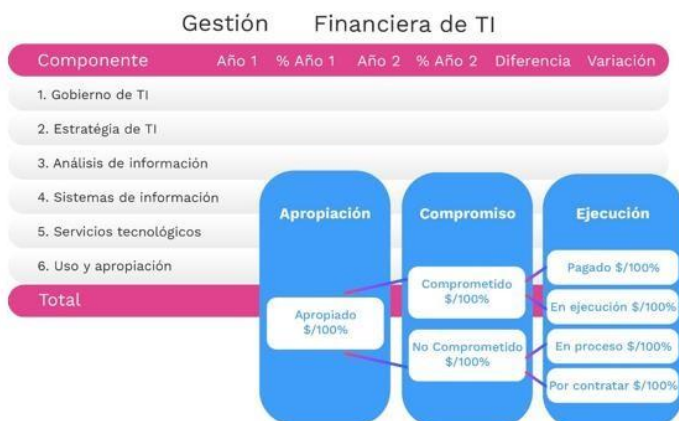 Gestión Financiera de TI
Componente Año 1 % Año 1 Año 2 % Año 2 Diferencia Variación
1. Gobierno de TI
2. Estratégia de TI
3. Análisis de información
4. Sistemas de información
5. Servicios tecnológicos
6. Uso y apropiación
Total
Apropiación
Apropiado
$/100%
Compromiso
Comprometido
$/100%
No Comprometido
$/100%
Ejecución
Pagado $/100%
En ejecución $/100%
En proceso $/100%
Por contratar $/100%